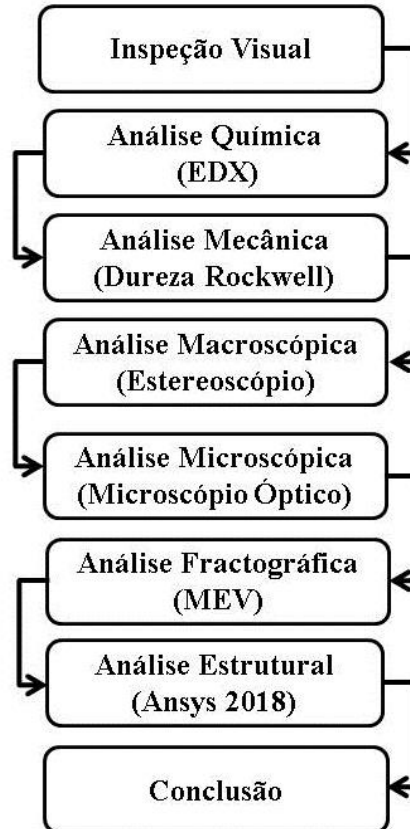 Inspeção Visual
Análise Química
(EDX)
Análise Mecânica
(Dureza Rockwell)
Análise Macroscópica
(Estereoscópio)
Análise Microscópica
(Microscópio Óptico)
Análise Fractográfica
(MEV)
Análise Estrutural
(Ansys 2018)
Conclusão